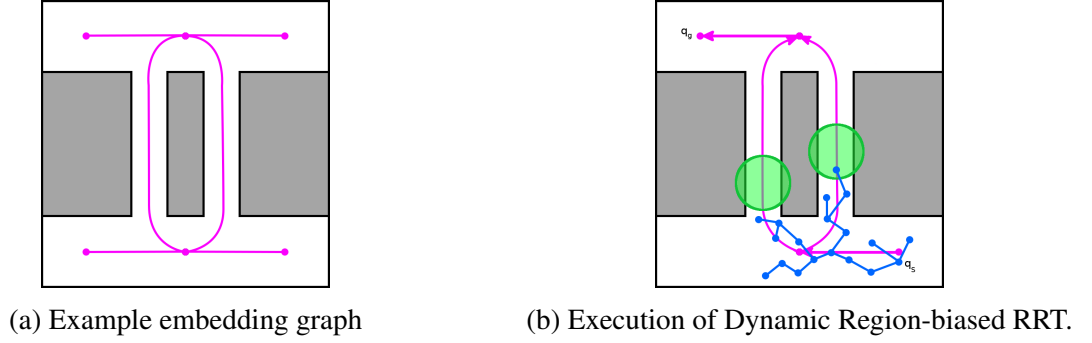 q_g
q_s
(a) Example embedding graph
(b) Execution of Dynamic Region-biased RRT.